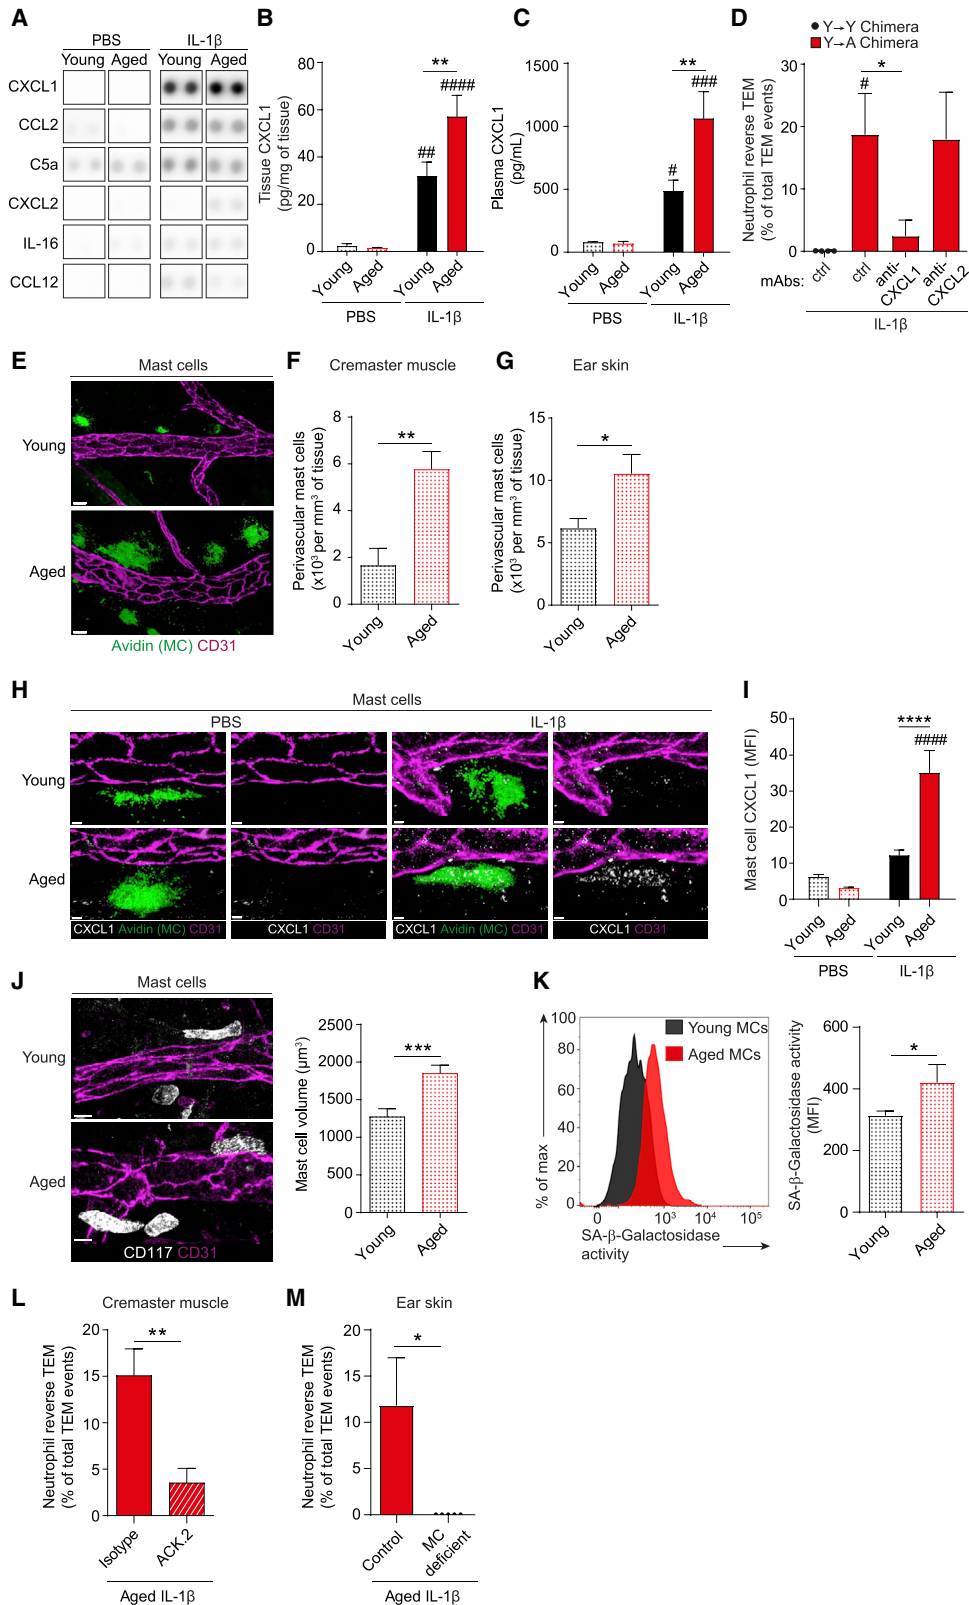 A
PBS
IL-1β
Young Aged
Young Aged
CXCL1
CCL2
C5a
CXCL2
IL-16
CCL12
B
Tissue CXCL1
(pg/mg of tissue)
80
60
40
20
0
**
##
####
Young
Aged
Young
Aged
PBS
IL-1β
C
Plasma CXCL1
(pg/mL)
1500
1000
500
0
**
#
###
Young
Aged
Young
Aged
PBS
IL-1β
D
Y→Y Chimera
Y→A Chimera
Neutrophil reverse TEM
(% of total TEM events)
30
20
10
0
#
*
mAbs:
ctrl
ctrl
anti-
CXCL1
anti-
CXCL2
IL-1β
E
Mast cells
Young
Aged
Avidin (MC) CD31
F
Cremaster muscle
Perivascular mast cells
(x10³ per mm³ of tissue)
8
6
4
2
0
**
Young
Aged
G
Ear skin
Perivascular mast cells
(x10³ per mm³ of tissue)
15
10
5
0
*
Young
Aged
H
Mast cells
PBS
IL-1β
Young
Aged
CXCL1 Avidin (MC) CD31
CXCL1 CD31
CXCL1 Avidin (MC) CD31
CXCL1 CD31
I
Mast cell CXCL1 (MFI)
50
40
30
20
10
0
****
####
Young
Aged
Young
Aged
PBS
IL-1β
J
Mast cells
Young
Aged
CD117 CD31
Mast cell volume (μm³)
2500
2000
1500
1000
500
0
***
Young
Aged
K
% of max
100
80
60
40
20
0
Young MCs
Aged MCs
0
10³
10⁴
10⁵
SA-β-Galactosidase
activity
SA-β-Galactosidase activity
(MFI)
600
400
200
0
*
Young
Aged
L
Cremaster muscle
Neutrophil reverse TEM
(% of total TEM events)
20
15
10
5
0
**
Isotype
ACK.2
Aged IL-1β
M
Ear skin
Neutrophil reverse TEM
(% of total TEM events)
20
15
10
5
0
*
Control
MC
deficient
Aged IL-1β